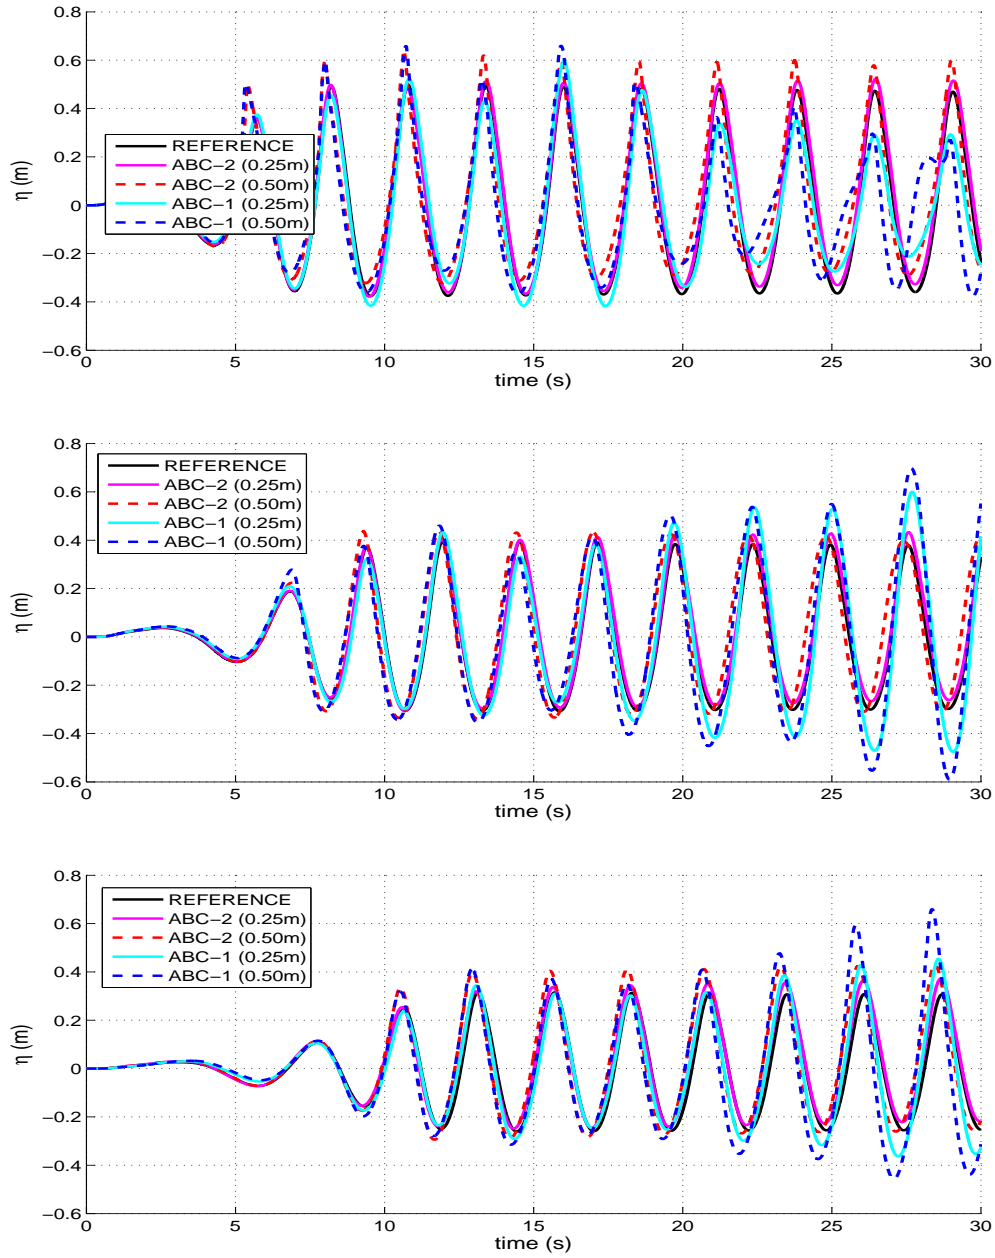 0.8
0.6
0.4
0.2
0
−0.2
−0.4
−0.6
η (m)
REFERENCE
ABC−2 (0.25m)
ABC−2 (0.50m)
ABC−1 (0.25m)
ABC−1 (0.50m)
0 5 10 15 20 25 30
time (s)
0.8
0.6
0.4
0.2
0
−0.2
−0.4
−0.6
η (m)
REFERENCE
ABC−2 (0.25m)
ABC−2 (0.50m)
ABC−1 (0.25m)
ABC−1 (0.50m)
0 5 10 15 20 25 30
time (s)
0.8
0.6
0.4
0.2
0
−0.2
−0.4
−0.6
η (m)
REFERENCE
ABC−2 (0.25m)
ABC−2 (0.50m)
ABC−1 (0.25m)
ABC−1 (0.50m)
0 5 10 15 20 25 30
time (s)